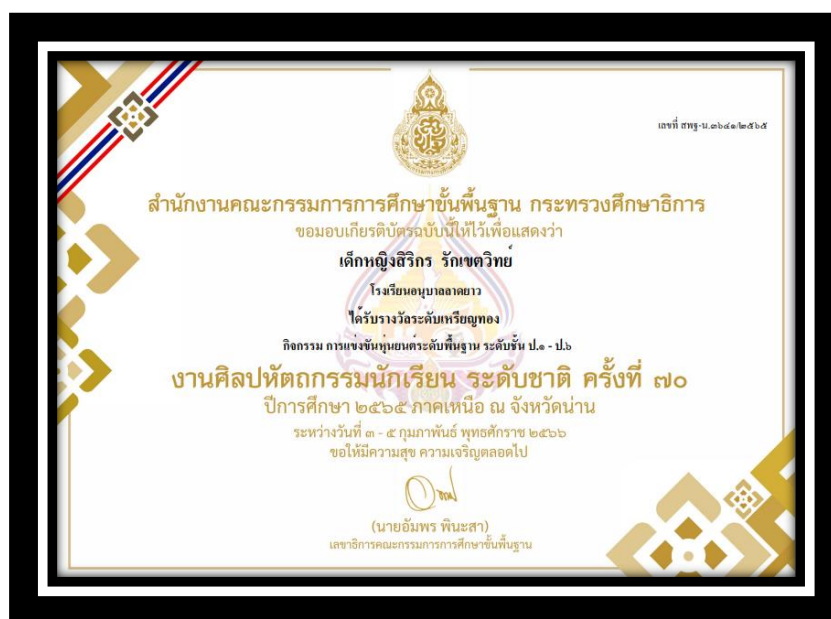 เลขที่ สพฐ-น.๓๖๔๑/๒๕๖๕
สำนักงานคณะกรรมการการศึกษาขั้นพื้นฐาน กระทรวงศึกษาธิการ
ขอมอบเกียรติบัตรฉบับนี้ให้ไว้เพื่อแสดงว่า
เด็กหญิงสิริกร รักเขตวิทย์
โรงเรียนอนุบาลลาดยาว
ได้รับรางวัลระดับเหรียญทอง
กิจกรรม การแข่งขันหุ่นยนต์ระดับพื้นฐาน ระดับชั้น ป.๑ - ป.๖
งานศิลปหัตถกรรมนักเรียน ระดับชาติ ครั้งที่ ๗๐
ปีการศึกษา ๒๕๖๕ ภาคเหนือ ณ จังหวัดน่าน
ระหว่างวันที่ ๓ - ๕ กุมภาพันธ์ พุทธศักราช ๒๕๖๖
ขอให้มีความสุข ความเจริญตลอดไป
(นายอัมพร พินะสา)
เลขาธิการคณะกรรมการการศึกษาขั้นพื้นฐาน